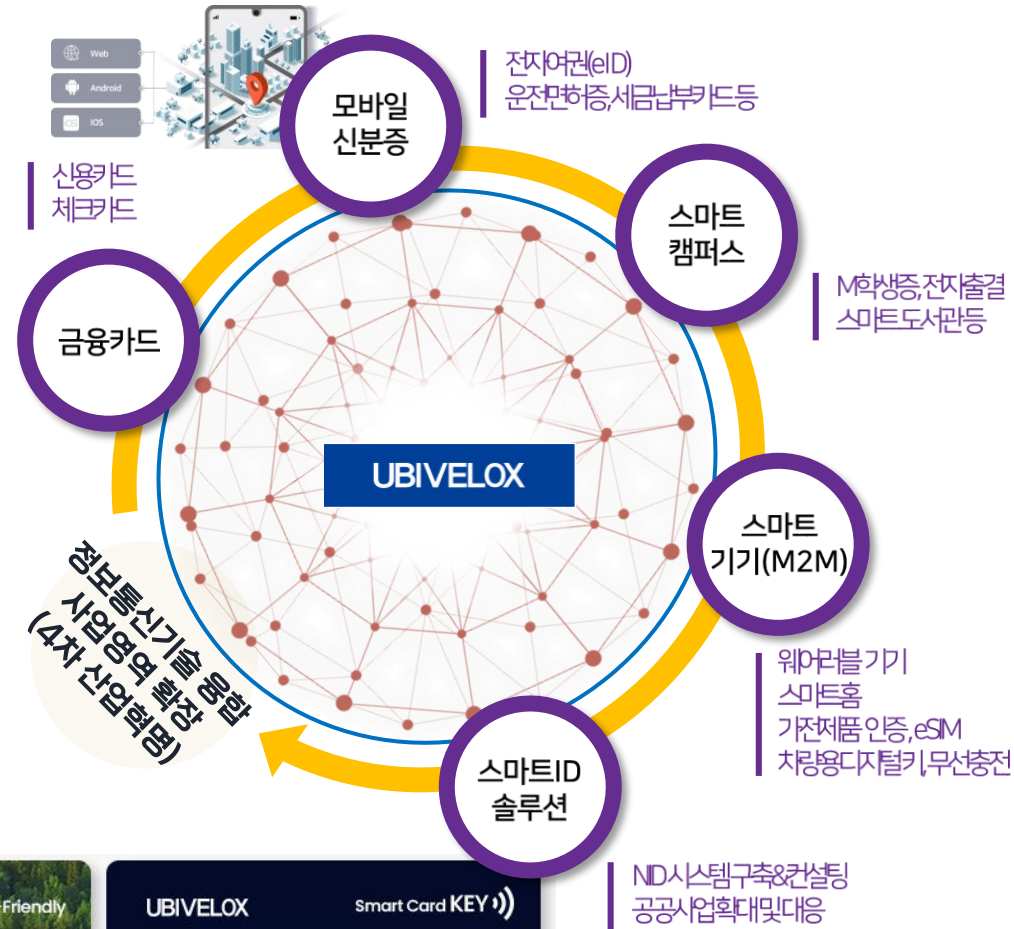 Web
Android
iOS
모바일
신분증
전자여권(eID)
운전면허증,세금납부카드 등
신용카드
체크카드
스마트
캠퍼스
M학생증, 전자출결
스마트 도서관 등
금융카드
UBIVELOX
스마트
기기(M2M)
웨어러블 기기
스마트홈
가전제품 인증, eSIM
차량용 디지털 키, 무선충전
정보통신기술 융합
사업영역 확장
(4차 산업혁명)
스마트ID
솔루션
NID 시스템 구축&컨설팅
공공사업 확대 및 대응
Friendly
UBIVELOX
Smart Card KEY